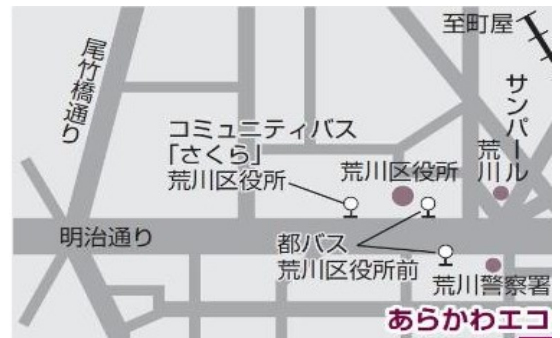 至町屋
尾竹橋通り
サンパール
荒川
コミュニティバス
「さくら」
荒川区役所
荒川区役所
明治通り
都バス
荒川区役所前
荒川警察署
あらかわエコ